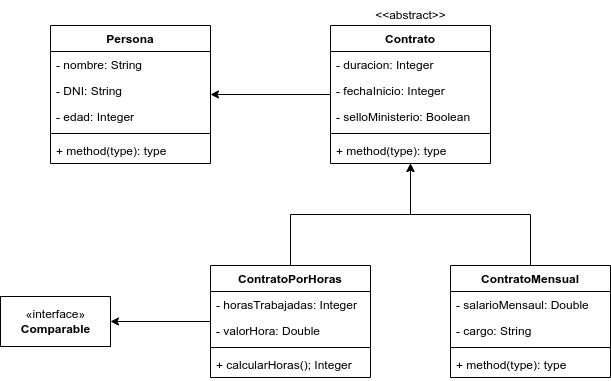 <<abstract>>
Persona
- nombre: String
- DNI: String
- edad: Integer
+ method(type): type
Contrato
- duracion: Integer
- fechaInicio: Integer
- selloMinisterio: Boolean
+ method(type): type
«interface»
Comparable
ContratoPorHoras
- horasTrabajadas: Integer
- valorHora: Double
+ calcularHoras(); Integer
ContratoMensual
- salarioMensaul: Double
- cargo: String
+ method(type): type